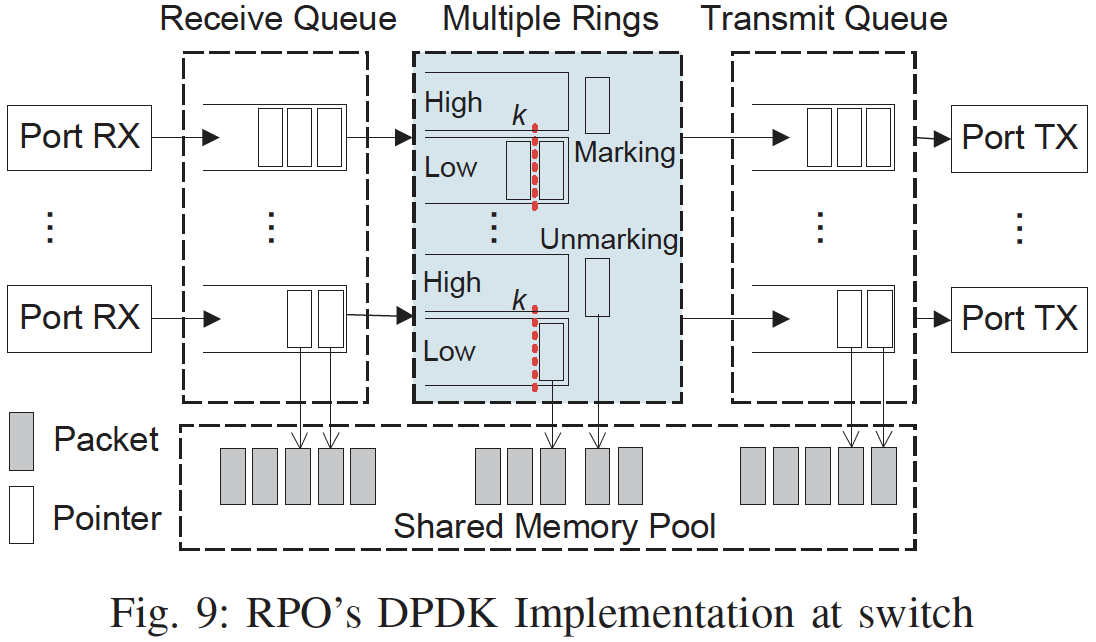 Receive Queue Multiple Rings Transmit Queue
Port RX
High
k
Marking
Low
Port TX
⋮ ⋮ ⋮ ⋮ ⋮
Unmarking
Port RX
High
k
Low
Port TX
Packet
Pointer
Shared Memory Pool
Fig. 9: RPO's DPDK Implementation at switch